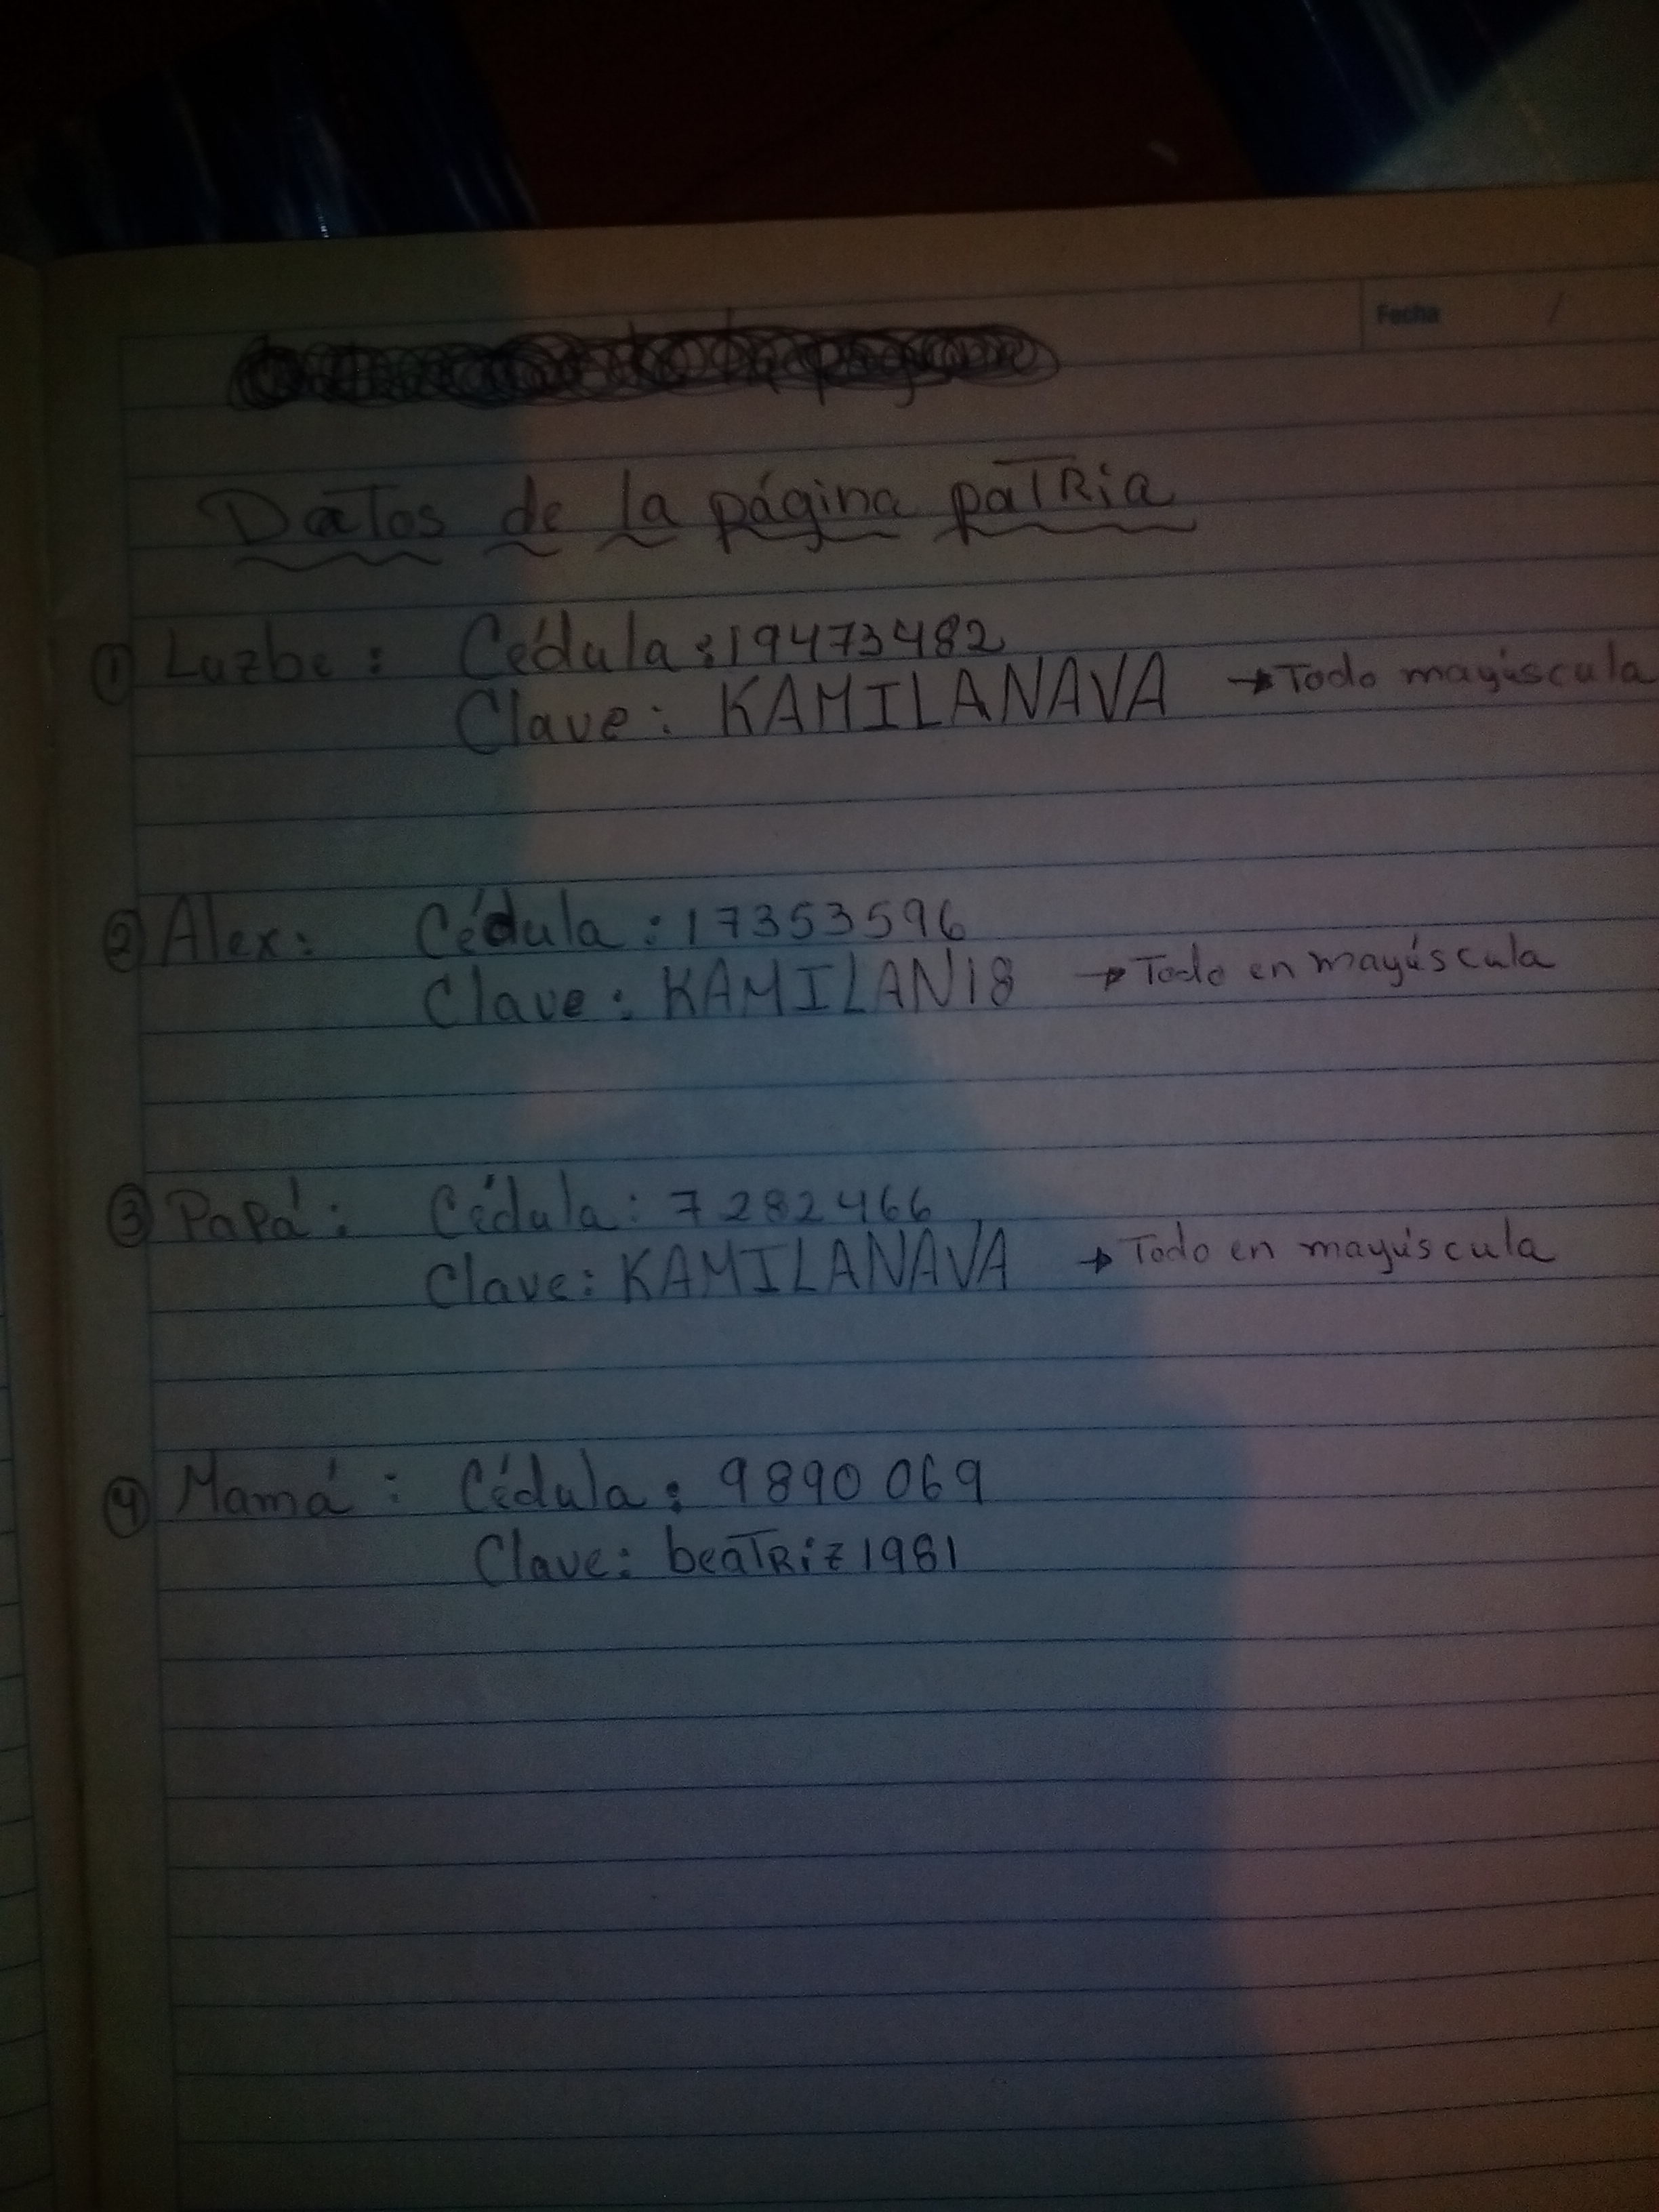 Fecha /
Datos de la página patria
① Luzbe: Cédula: 19473482
Clave: KAMILANAVA → Todo mayúscula
② Alex: Cédula: 17353596
Clave: KAMILAN18 → Todo en mayúscula
③ Papá: Cédula: 7282466
Clave: KAMILANAVA → Todo en mayúscula
④ Mamá: Cédula: 9890069
Clave: beatriz1981